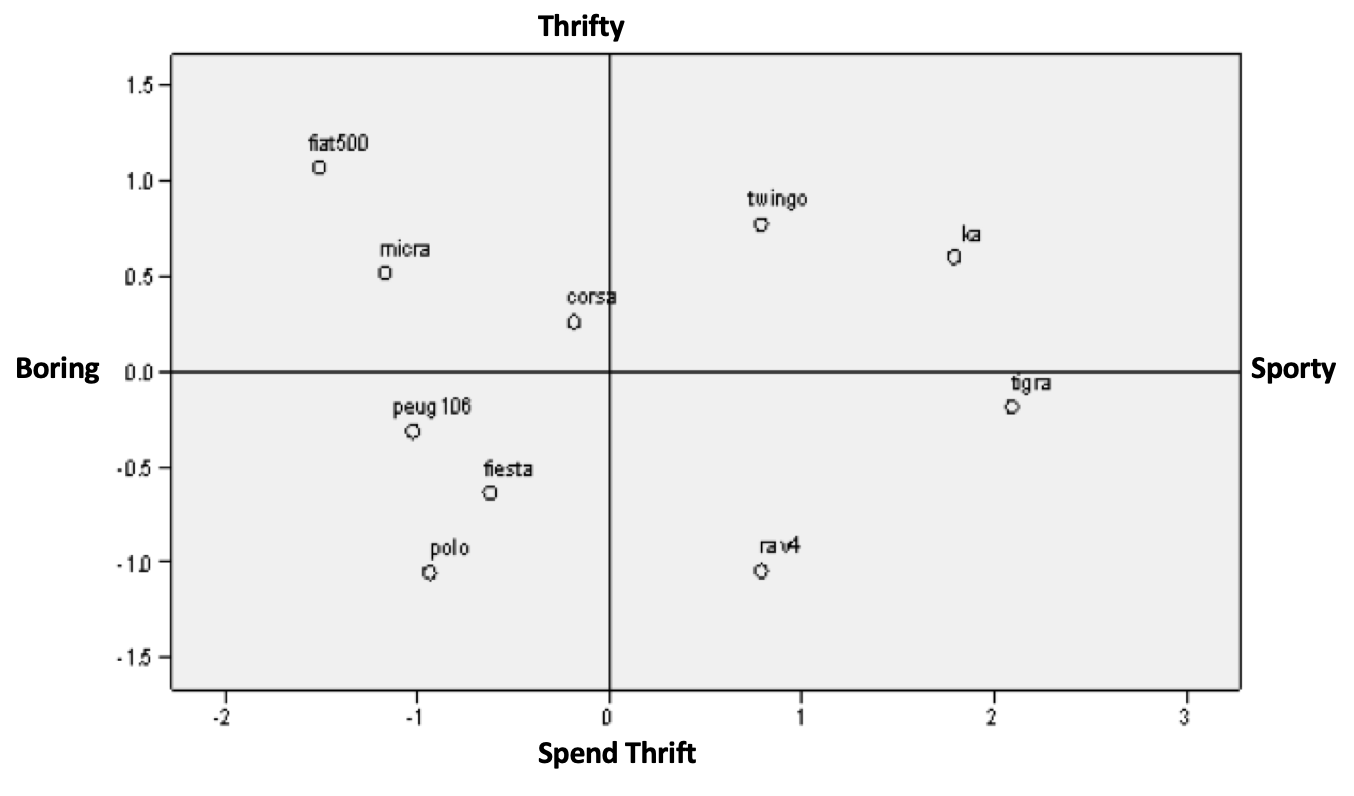 Thrifty
1.5
fiat500
1.0
twingo
ka
micra
0.5
corsa
Boring
0.0
Sporty
tigra
peug 106
-0.5
fiesta
polo
rav4
-1.0
-1.5
-2
-1
0
1
2
3
Spend Thrift